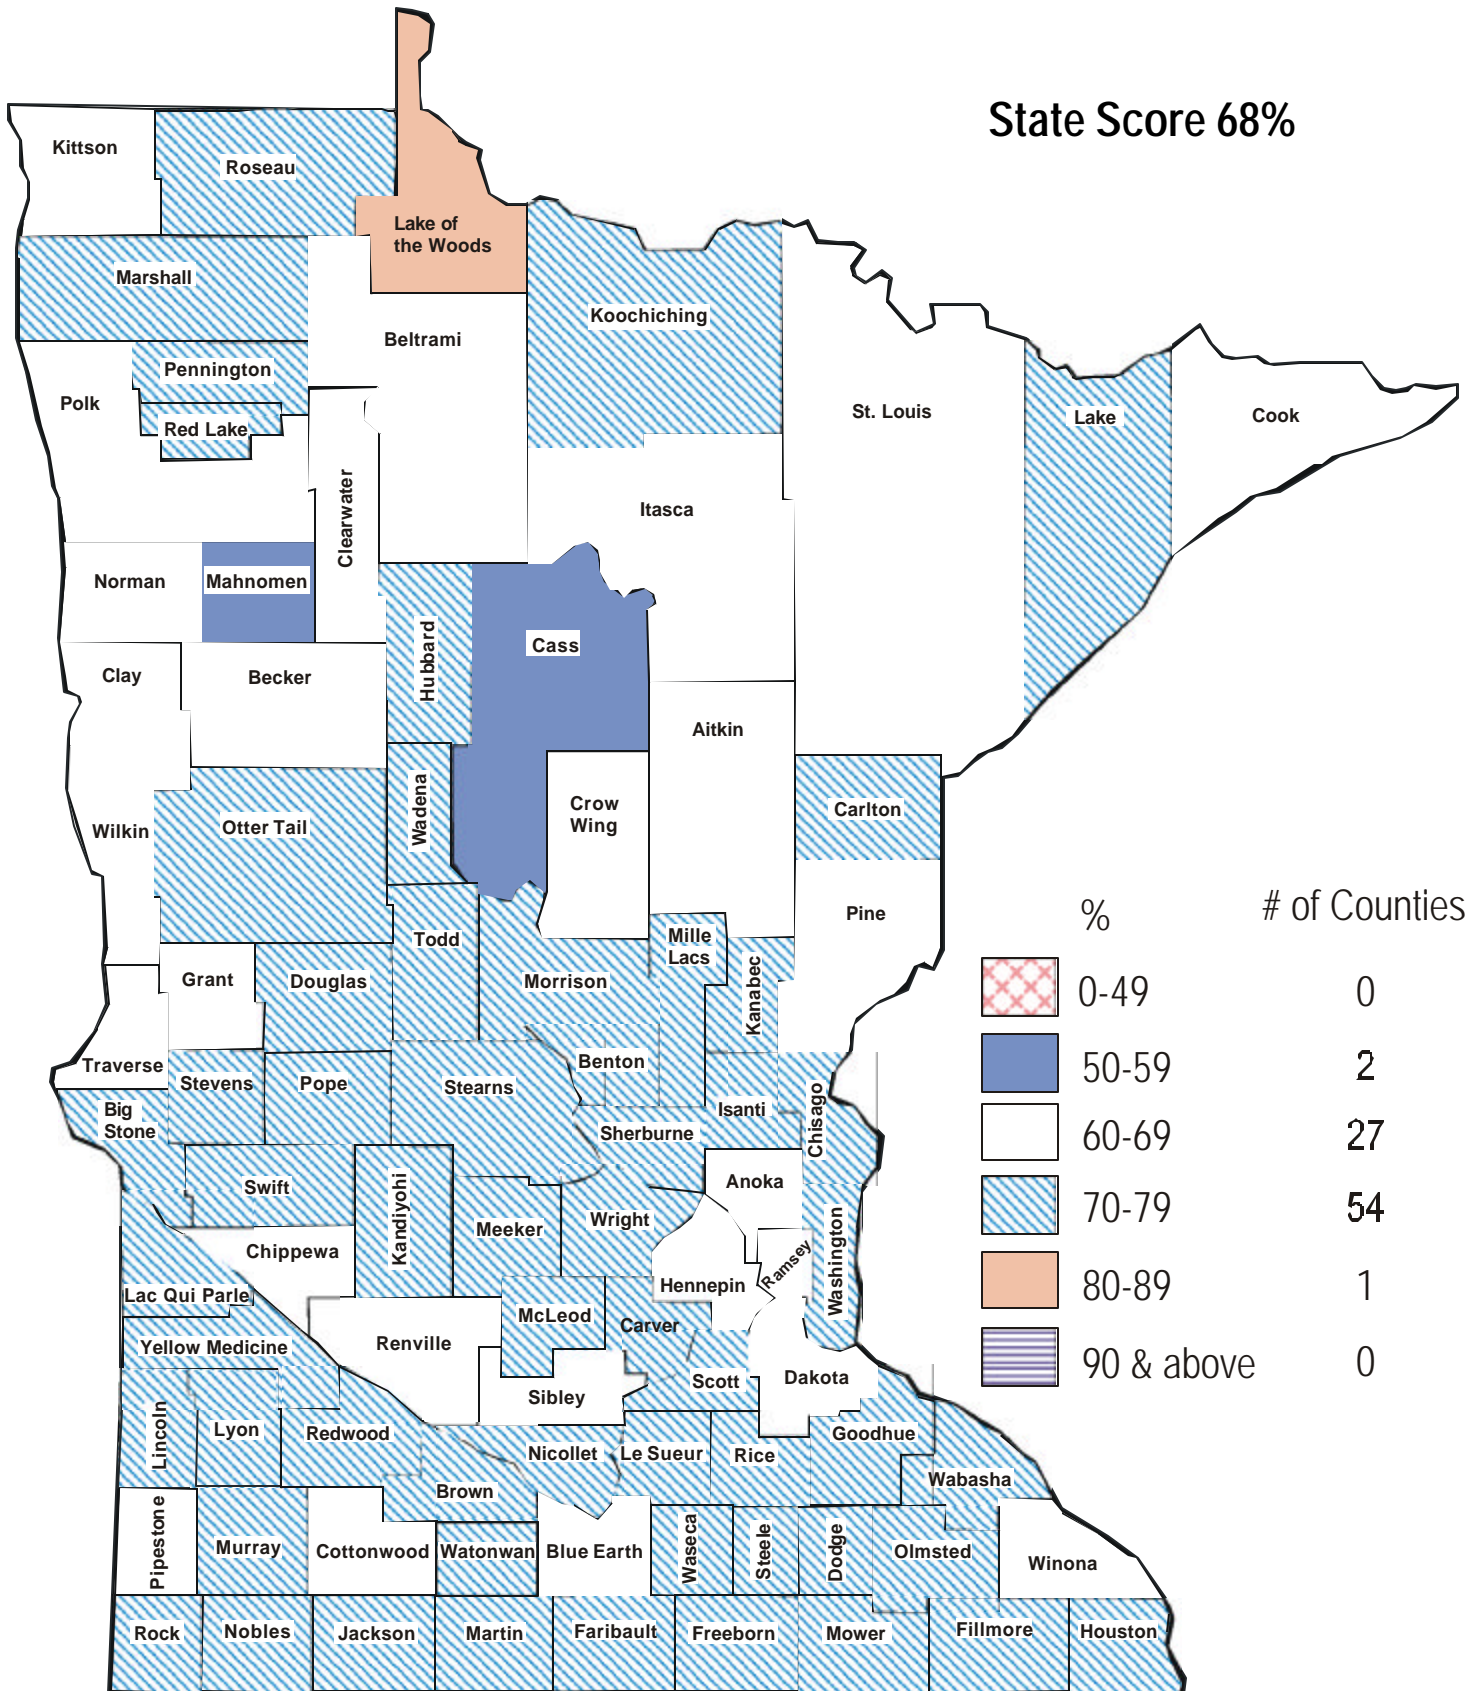 State Score 68%
Kittson
Roseau
Lake of
the Woods
Marshall
Koochiching
Beltrami
Pennington
Polk
Red Lake
St. Louis
Lake
Cook
Clearwater
Itasca
Norman
Mahnomen
Hubbard
Cass
Clay
Becker
Aitkin
Wadena
Crow
Wing
Carlton
Wilkin
Otter Tail
Pine
Todd
Mille
Lacs
Grant
Douglas
Morrison
Kanabec
Traverse
Stevens
Pope
Stearns
Benton
Isanti
Chisago
Big
Stone
Sherburne
Swift
Kandiyohi
Meeker
Wright
Anoka
Washington
Chippewa
Hennepin
Ramsey
Lac Qui Parle
McLeod
Carver
Yellow Medicine
Renville
Scott
Dakota
Sibley
Lincoln
Lyon
Redwood
Nicollet
Le Sueur
Rice
Goodhue
Wabasha
Brown
Pipestone
Murray
Cottonwood
Watonwan
Blue Earth
Waseca
Steele
Dodge
Olmsted
Winona
Rock
Nobles
Jackson
Martin
Faribault
Freeborn
Mower
Fillmore
Houston
% # of Counties
0-49 0
50-59 2
60-69 27
70-79 54
80-89 1
90 & above 0